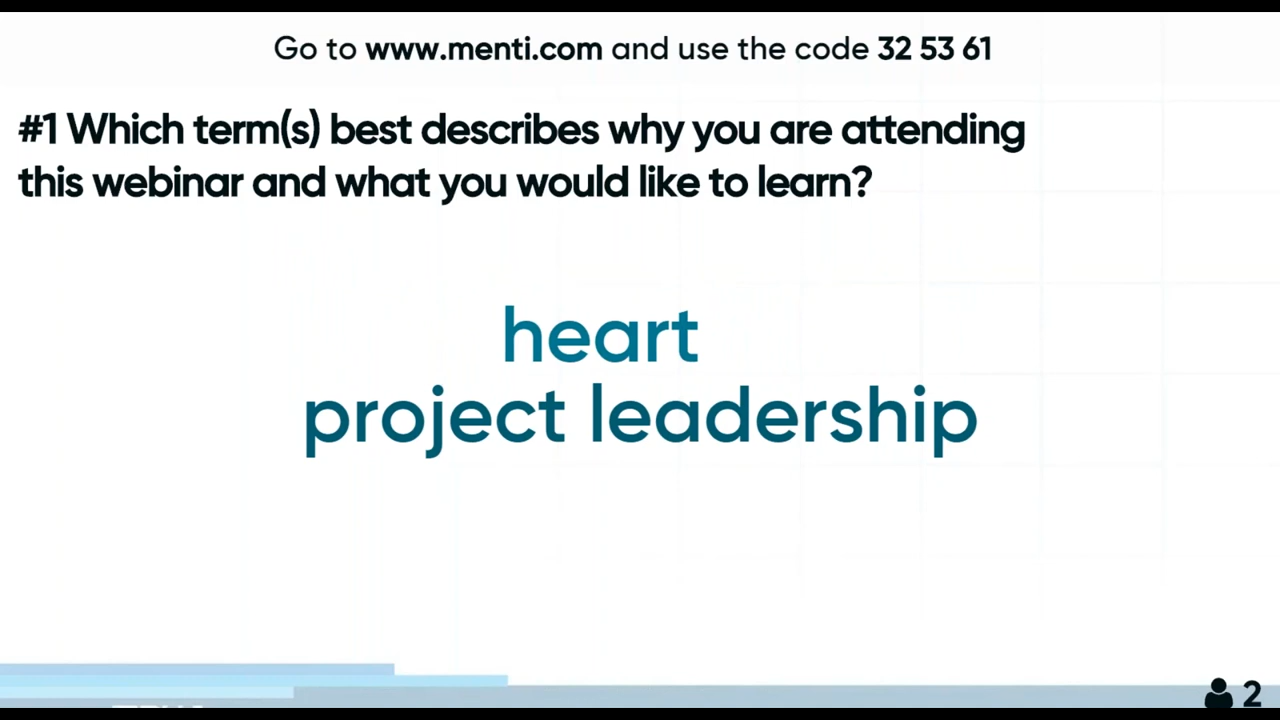 Go to www.menti.com and use the code 32 53 61
#1 Which term(s) best describes why you are attending
this webinar and what you would like to learn?
heart
project leadership
2